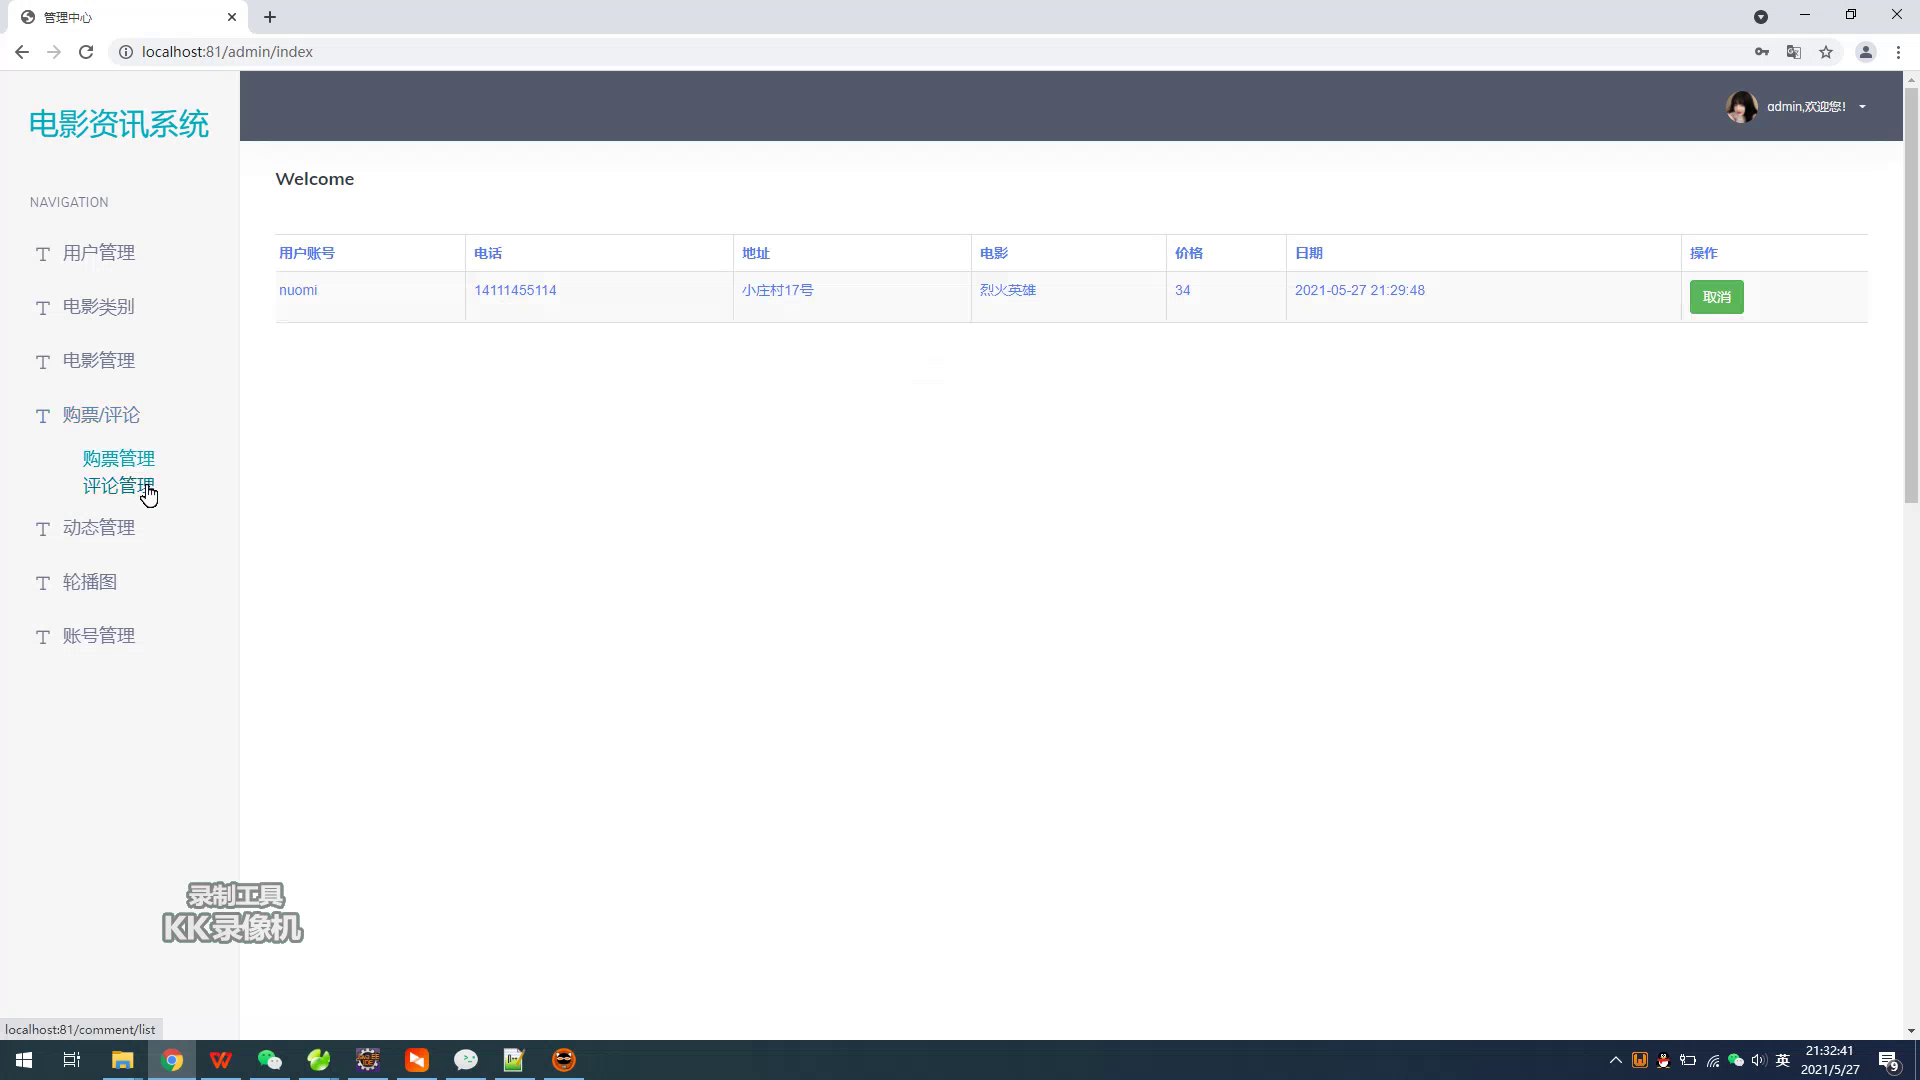 管理中心
localhost:81/admin/index
电影资讯系统
admin,欢迎您!
NAVIGATION
用户管理
电影类别
电影管理
购票/评论
购票管理
评论管理
动态管理
轮播图
账号管理
Welcome
用户账号 电话 地址 电影 价格 日期 操作
nuomi 14111455114 小庄村17号 烈火英雄 34 2021-05-27 21:29:48 取消
录制工具
KK录像机
localhost:81/comment/list
英
21:32:41
2021/5/27
9